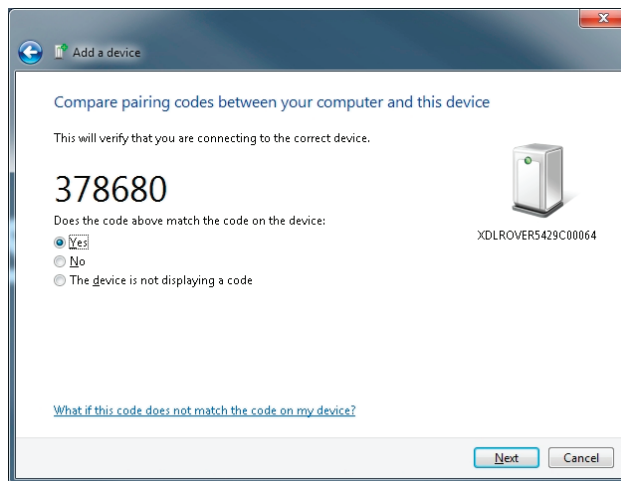 Add a device
Compare pairing codes between your computer and this device
This will verify that you are connecting to the correct device.
378680
Does the code above match the code on the device:
XDLROVER5429C00064
Yes
No
The device is not displaying a code
What if this code does not match the code on my device?
Next
Cancel